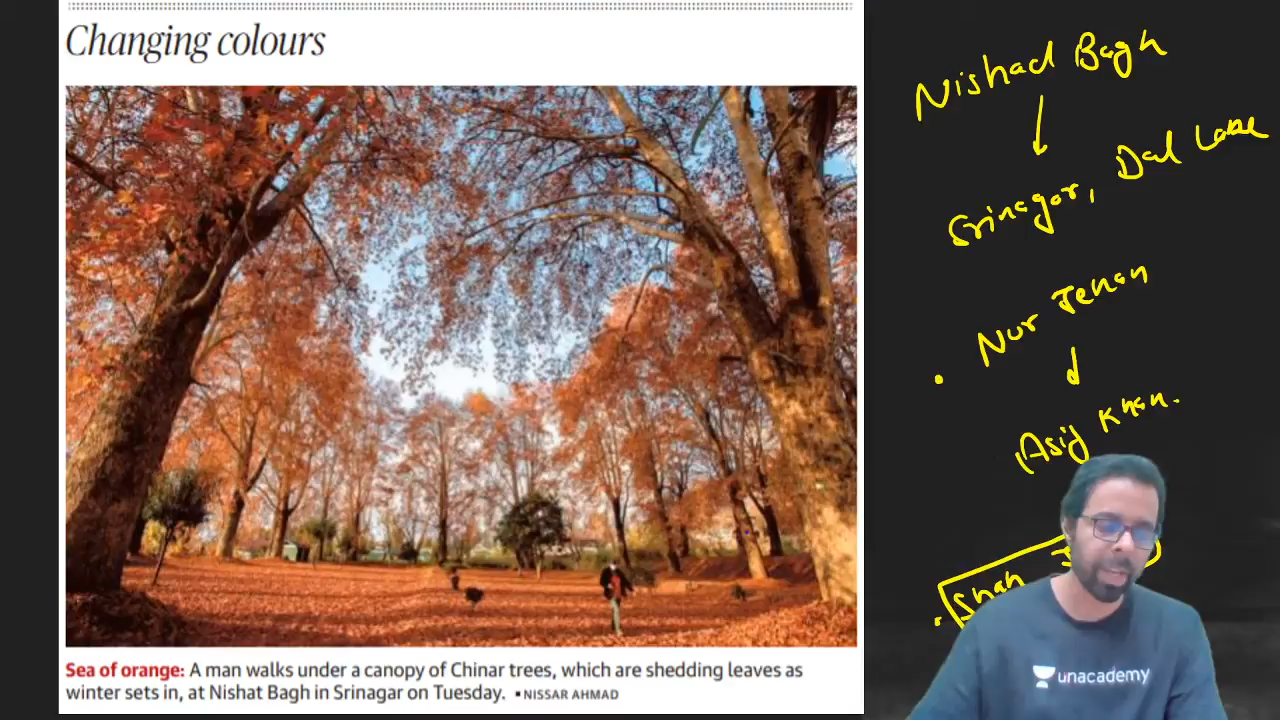 Changing colours
Sea of orange: A man walks under a canopy of Chinar trees, which are shedding leaves as
winter sets in, at Nishat Bagh in Srinagar on Tuesday. ▪NISSAR AHMAD
Nishad Bagh
Srinagar, Dal Lake
• Nur Jehan
Asif Khan.
• Shah
unacademy